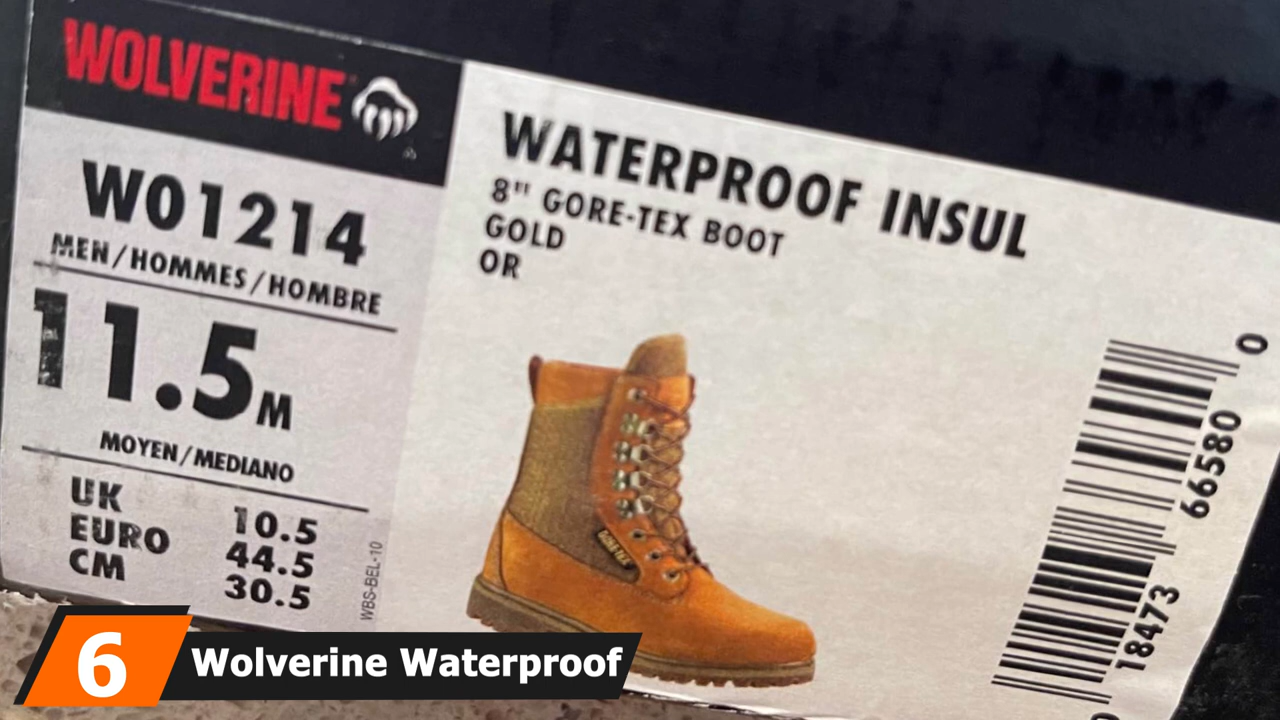 WOLVERINE
W01214
MEN/HOMMES/HOMBRE
11.5M
MOYEN/MEDIANO
UK 10.5
EURO 44.5
CM 30.5
WBS-BEL-10
WATERPROOF INSUL
8" GORE-TEX BOOT
GOLD
OR
GORE-TEX
0 18473 66580 0
6 Wolverine Waterproof